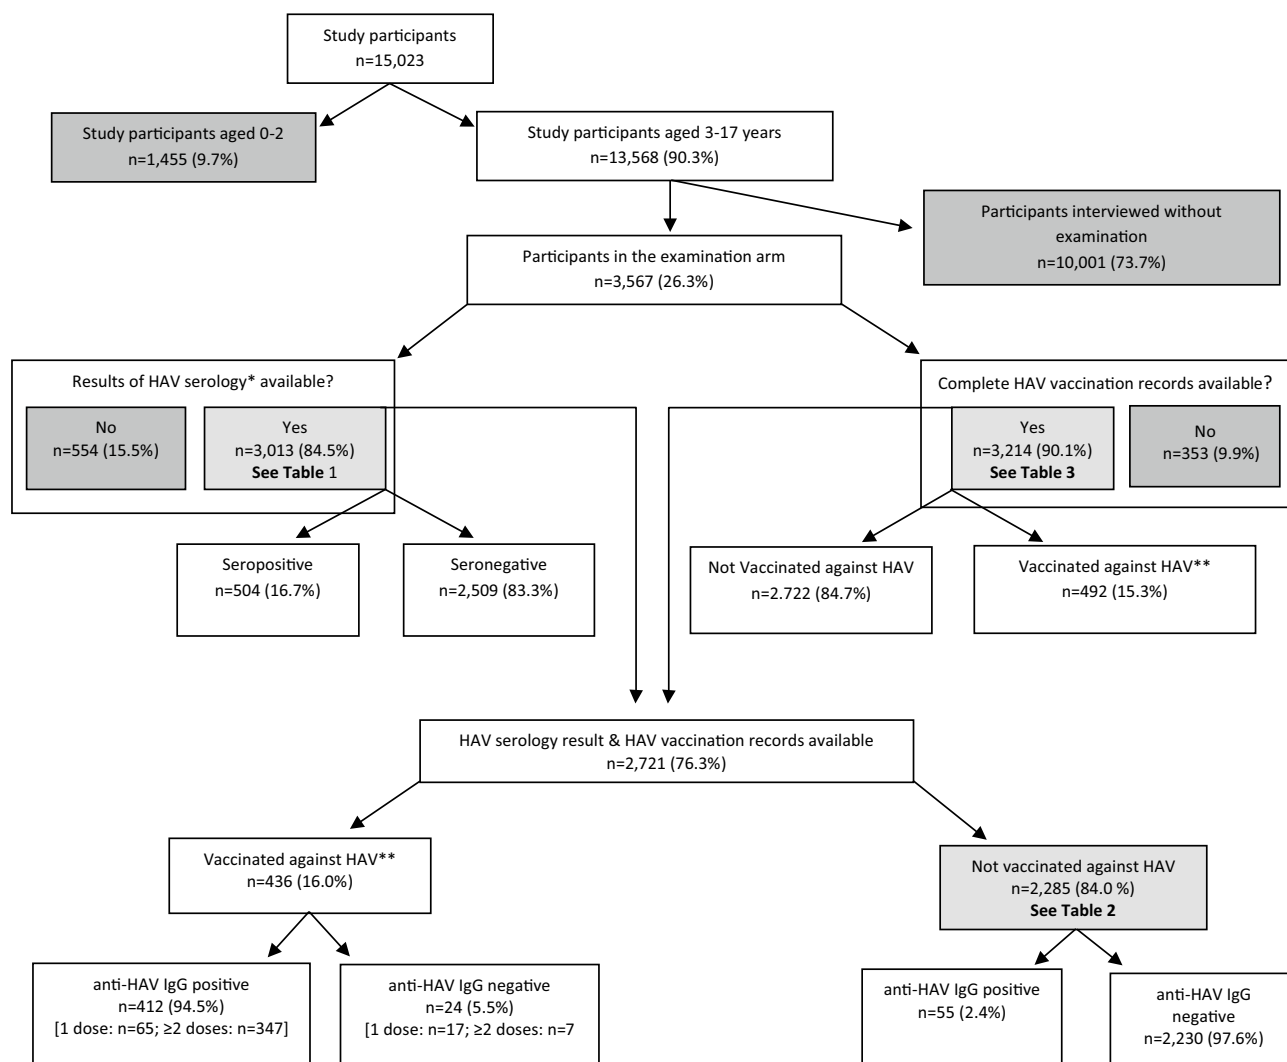 Study participants
n=15,023
Study participants aged 0-2
n=1,455 (9.7%)
Study participants aged 3-17 years
n=13,568 (90.3%)
Participants interviewed without
examination
n=10,001 (73.7%)
Participants in the examination arm
n=3,567 (26.3%)
Results of HAV serology* available?
No
n=554 (15.5%)
Yes
n=3,013 (84.5%)
See Table 1
Complete HAV vaccination records available?
Yes
n=3,214 (90.1%)
See Table 3
No
n=353 (9.9%)
Seropositive
n=504 (16.7%)
Seronegative
n=2,509 (83.3%)
Not Vaccinated against HAV
n=2.722 (84.7%)
Vaccinated against HAV**
n=492 (15.3%)
HAV serology result & HAV vaccination records available
n=2,721 (76.3%)
Vaccinated against HAV**
n=436 (16.0%)
Not vaccinated against HAV
n=2,285 (84.0 %)
See Table 2
anti-HAV IgG positive
n=412 (94.5%)
[1 dose: n=65; ≥2 doses: n=347]
anti-HAV IgG negative
n=24 (5.5%)
[1 dose: n=17; ≥2 doses: n=7
anti-HAV IgG positive
n=55 (2.4%)
anti-HAV IgG
negative
n=2,230 (97.6%)